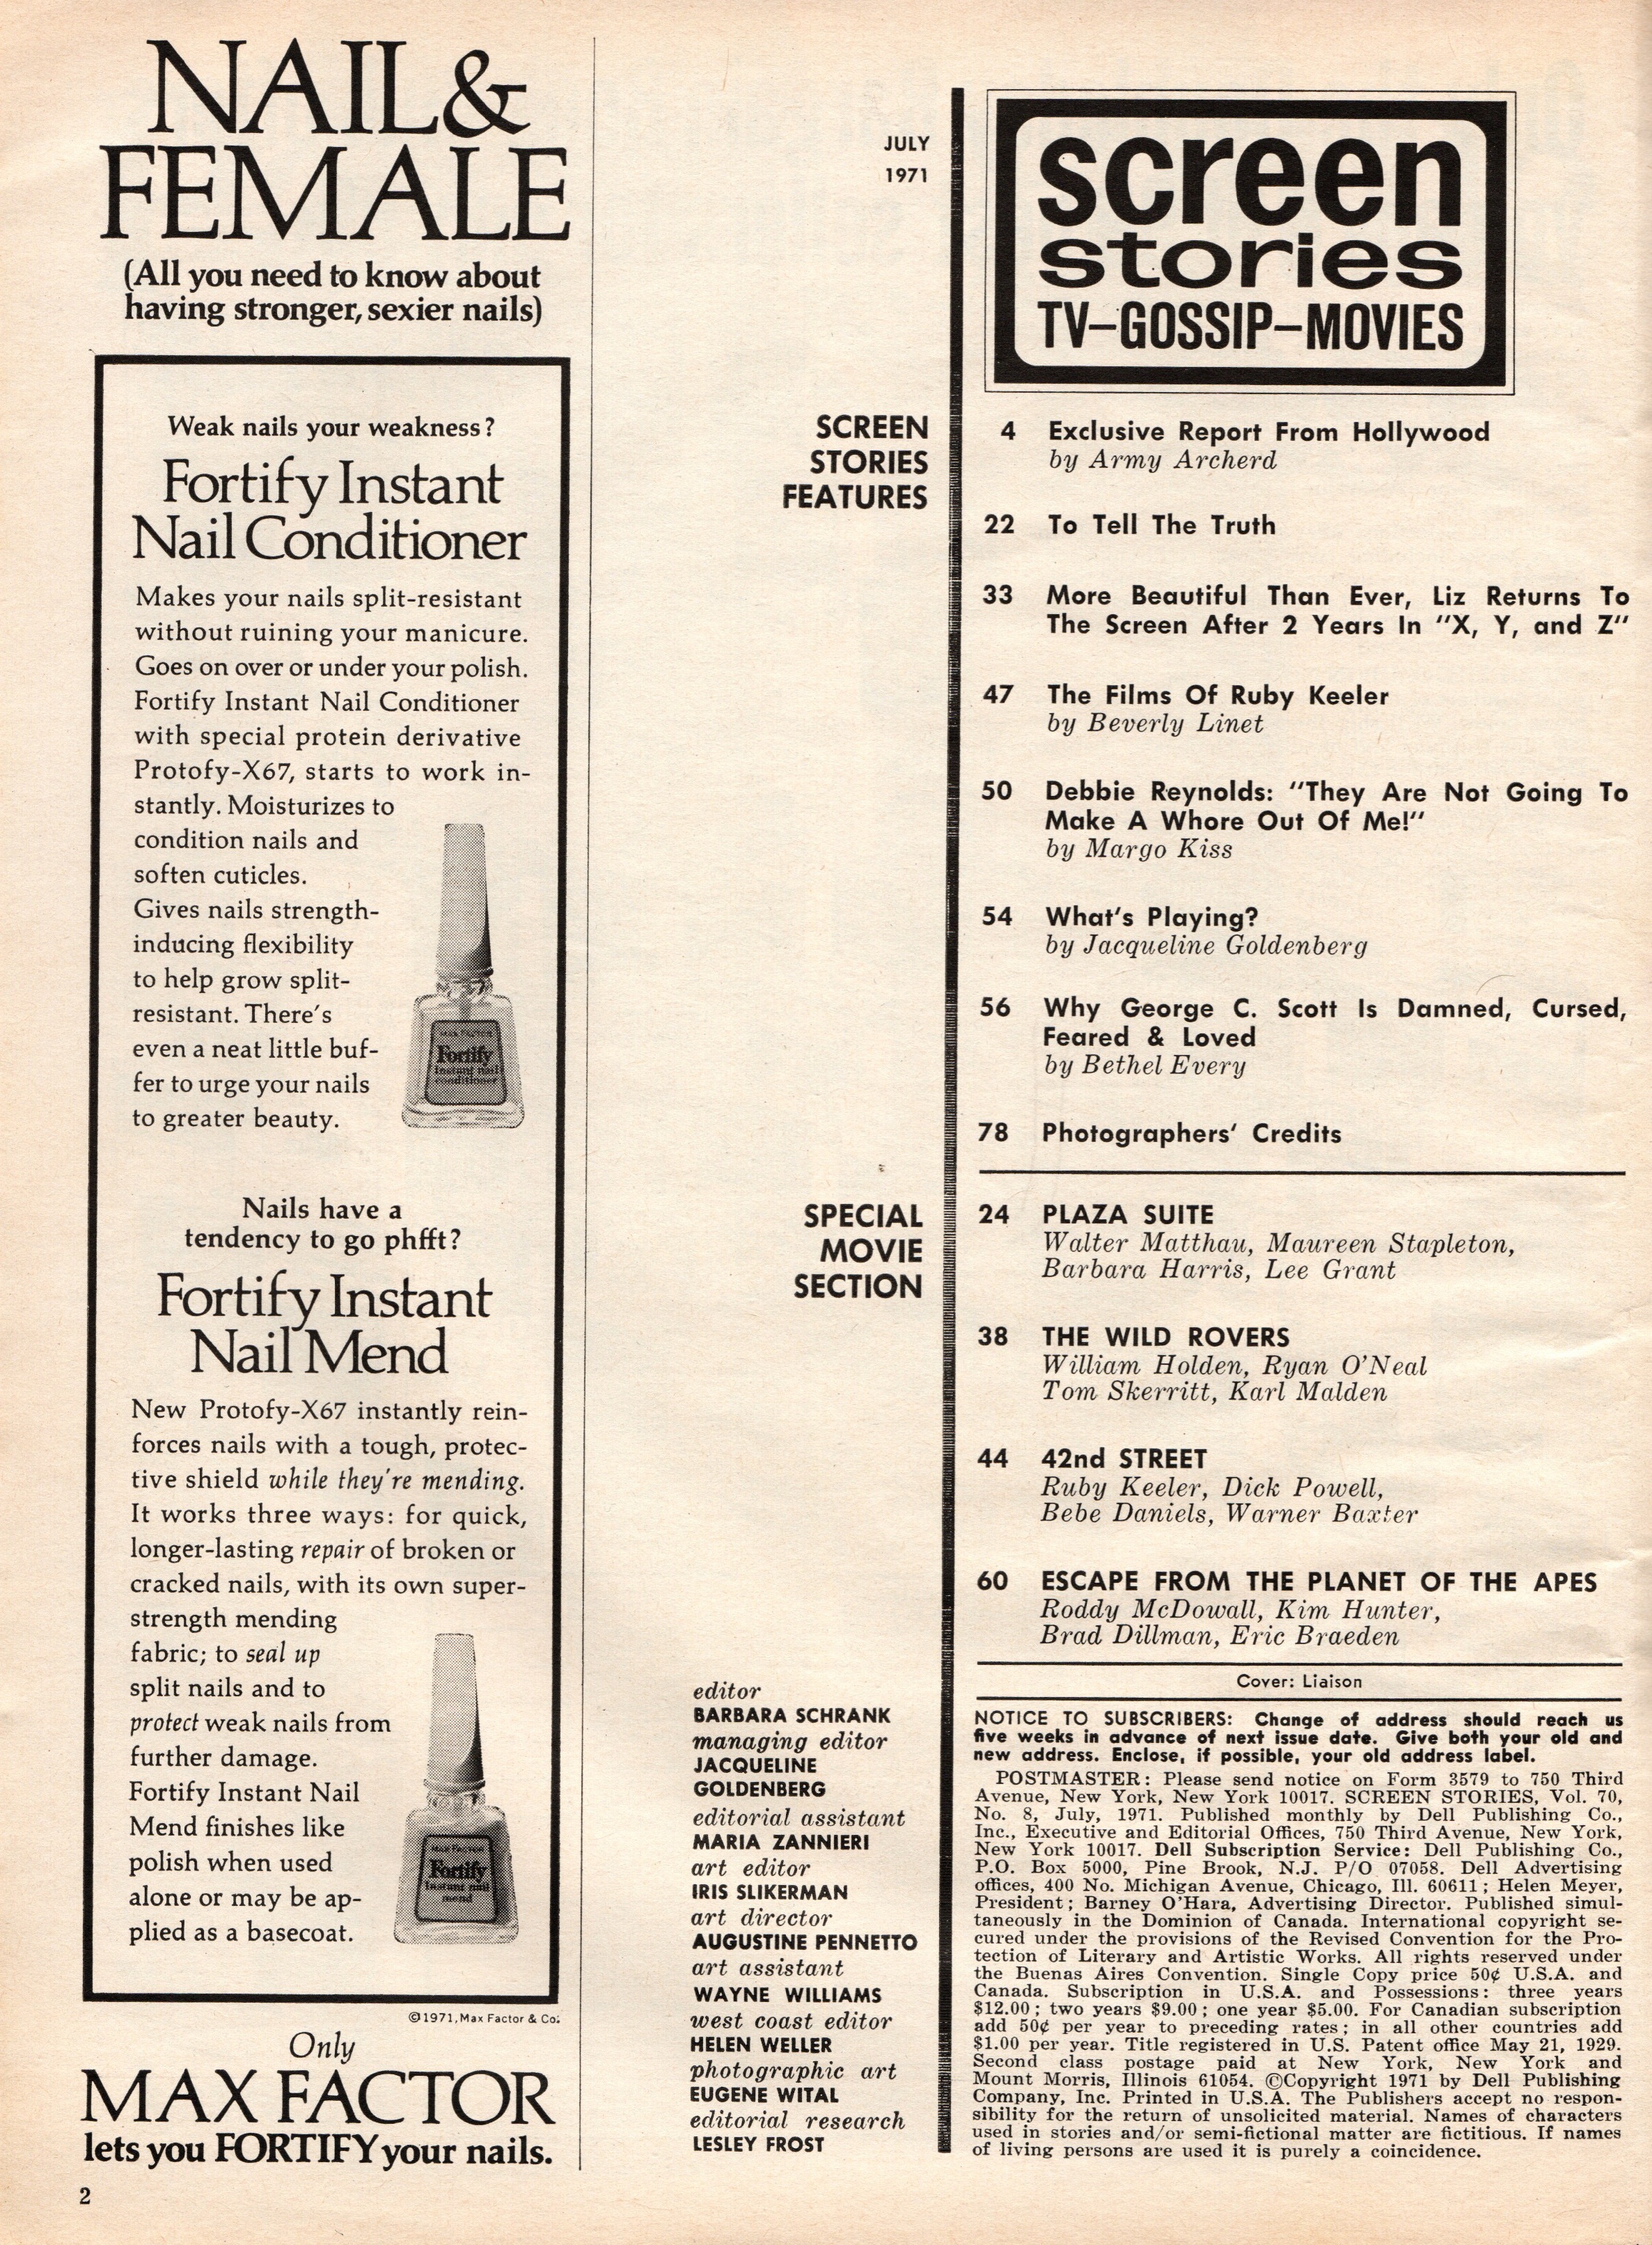 NAIL&
FEMALE
(All you need to know about
having stronger, sexier nails)
Weak nails your weakness?
Fortify Instant
Nail Conditioner
Makes your nails split-resistant
without ruining your manicure.
Goes on over or under your polish.
Fortify Instant Nail Conditioner
with special protein derivative
Protofy-X67, starts to work in-
stantly. Moisturizes to
condition nails and
soften cuticles.
Gives nails strength-
inducing flexibility
to help grow split-
resistant. There's
even a neat little buf-
fer to urge your nails
to greater beauty.
MAX FACTOR
Fortify
instant nail
conditioner
Nails have a
tendency to go phfft?
Fortify Instant
Nail Mend
New Protofy-X67 instantly rein-
forces nails with a tough, protec-
tive shield while they're mending.
It works three ways: for quick,
longer-lasting repair of broken or
cracked nails, with its own super-
strength mending
fabric; to seal up
split nails and to
protect weak nails from
further damage.
Fortify Instant Nail
Mend finishes like
polish when used
alone or may be ap-
plied as a basecoat.
MAX FACTOR
Fortify
instant nail
mend
©1971, Max Factor & Co.
Only
MAX FACTOR
lets you FORTIFY your nails.
2
JULY
1971
screen
stories
TV–GOSSIP–MOVIES
SCREEN
STORIES
FEATURES
4 Exclusive Report From Hollywood
by Army Archerd
22 To Tell The Truth
33 More Beautiful Than Ever, Liz Returns To
The Screen After 2 Years In "X, Y, and Z"
47 The Films Of Ruby Keeler
by Beverly Linet
50 Debbie Reynolds: "They Are Not Going To
Make A Whore Out Of Me!"
by Margo Kiss
54 What's Playing?
by Jacqueline Goldenberg
56 Why George C. Scott Is Damned, Cursed,
Feared & Loved
by Bethel Every
78 Photographers' Credits
SPECIAL
MOVIE
SECTION
24 PLAZA SUITE
Walter Matthau, Maureen Stapleton,
Barbara Harris, Lee Grant
38 THE WILD ROVERS
William Holden, Ryan O'Neal
Tom Skerritt, Karl Malden
44 42nd STREET
Ruby Keeler, Dick Powell,
Bebe Daniels, Warner Baxter
60 ESCAPE FROM THE PLANET OF THE APES
Roddy McDowall, Kim Hunter,
Brad Dillman, Eric Braeden
Cover: Liaison
editor
BARBARA SCHRANK
managing editor
JACQUELINE
GOLDENBERG
editorial assistant
MARIA ZANNIERI
art editor
IRIS SLIKERMAN
art director
AUGUSTINE PENNETTO
art assistant
WAYNE WILLIAMS
west coast editor
HELEN WELLER
photographic art
EUGENE WITAL
editorial research
LESLEY FROST
NOTICE TO SUBSCRIBERS: Change of address should reach us
five weeks in advance of next issue date. Give both your old and
new address. Enclose, if possible, your old address label.
POSTMASTER: Please send notice on Form 3579 to 750 Third
Avenue, New York, New York 10017. SCREEN STORIES, Vol. 70,
No. 8, July, 1971. Published monthly by Dell Publishing Co.,
Inc., Executive and Editorial Offices, 750 Third Avenue, New York,
New York 10017. Dell Subscription Service: Dell Publishing Co.,
P.O. Box 5000, Pine Brook, N.J. P/O 07058. Dell Advertising
offices, 400 No. Michigan Avenue, Chicago, Ill. 60611; Helen Meyer,
President; Barney O'Hara, Advertising Director. Published simul-
taneously in the Dominion of Canada. International copyright se-
cured under the provisions of the Revised Convention for the Pro-
tection of Literary and Artistic Works. All rights reserved under
the Buenas Aires Convention. Single Copy price 50¢ U.S.A. and
Canada. Subscription in U.S.A. and Possessions: three years
$12.00; two years $9.00; one year $5.00. For Canadian subscription
add 50¢ per year to preceding rates; in all other countries add
$1.00 per year. Title registered in U.S. Patent office May 21, 1929.
Second class postage paid at New York, New York and
Mount Morris, Illinois 61054. ©Copyright 1971 by Dell Publishing
Company, Inc. Printed in U.S.A. The Publishers accept no respon-
sibility for the return of unsolicited material. Names of characters
used in stories and/or semi-fictional matter are fictitious. If names
of living persons are used it is purely a coincidence.